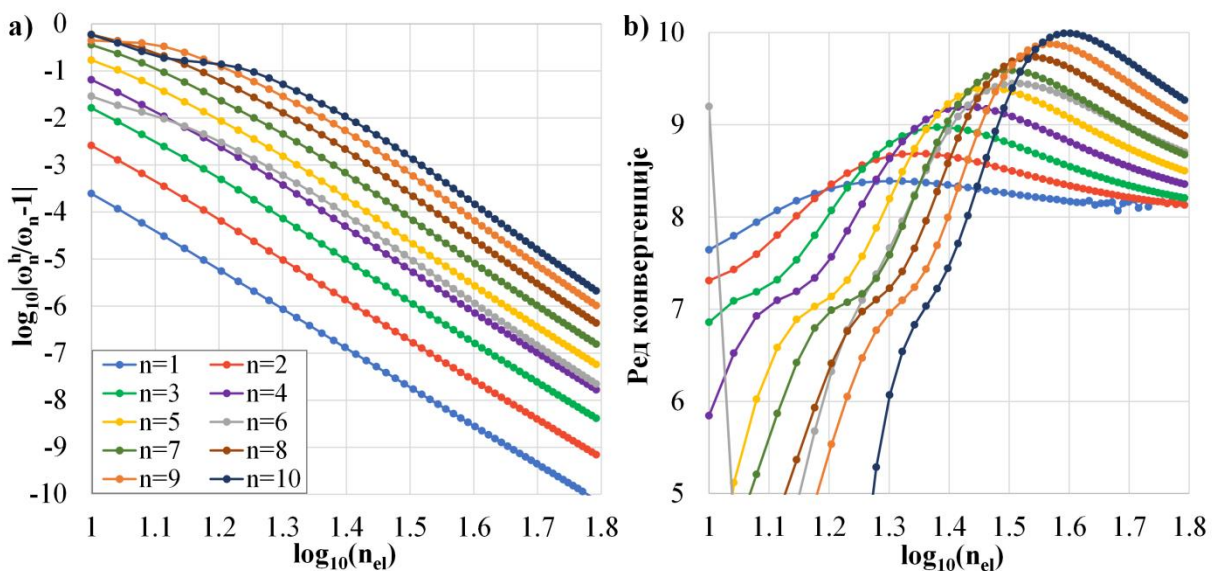 a)
0
-1
-2
-3
-4
-5
-6
-7
-8
-9
-10
log₁₀|ωₙʰ/ωₙ-1|
n=1 n=2
n=3 n=4
n=5 n=6
n=7 n=8
n=9 n=10
1 1.1 1.2 1.3 1.4 1.5 1.6 1.7 1.8
log₁₀(nₑₗ)
b)
10
9
8
7
6
5
Ред конвергенције
1 1.1 1.2 1.3 1.4 1.5 1.6 1.7 1.8
log₁₀(nₑₗ)